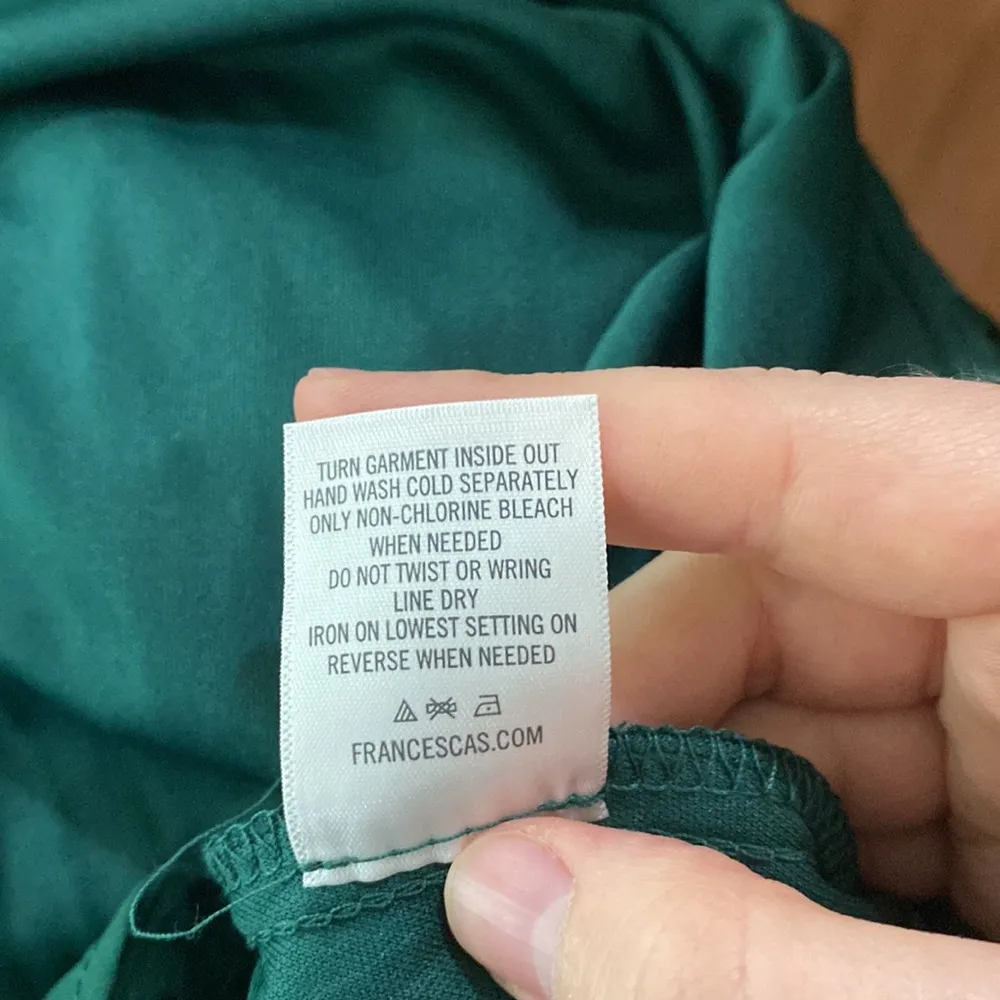 TURN GARMENT INSIDE OUT
HAND WASH COLD SEPARATELY
ONLY NON-CHLORINE BLEACH
WHEN NEEDED
DO NOT TWIST OR WRING
LINE DRY
IRON ON LOWEST SETTING ON
REVERSE WHEN NEEDED
FRANCESCAS.COM